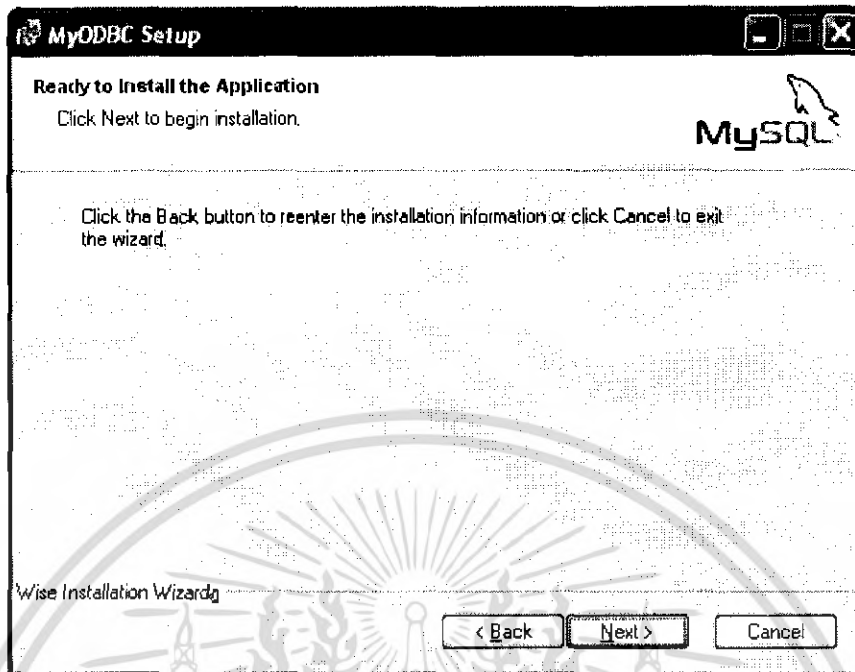 MyODBC Setup
Ready to Install the Application
Click Next to begin installation.
MySQL
Click the Back button to reenter the installation information or click Cancel to exit
the wizard.
Wise Installation Wizard
< Back
Next >
Cancel